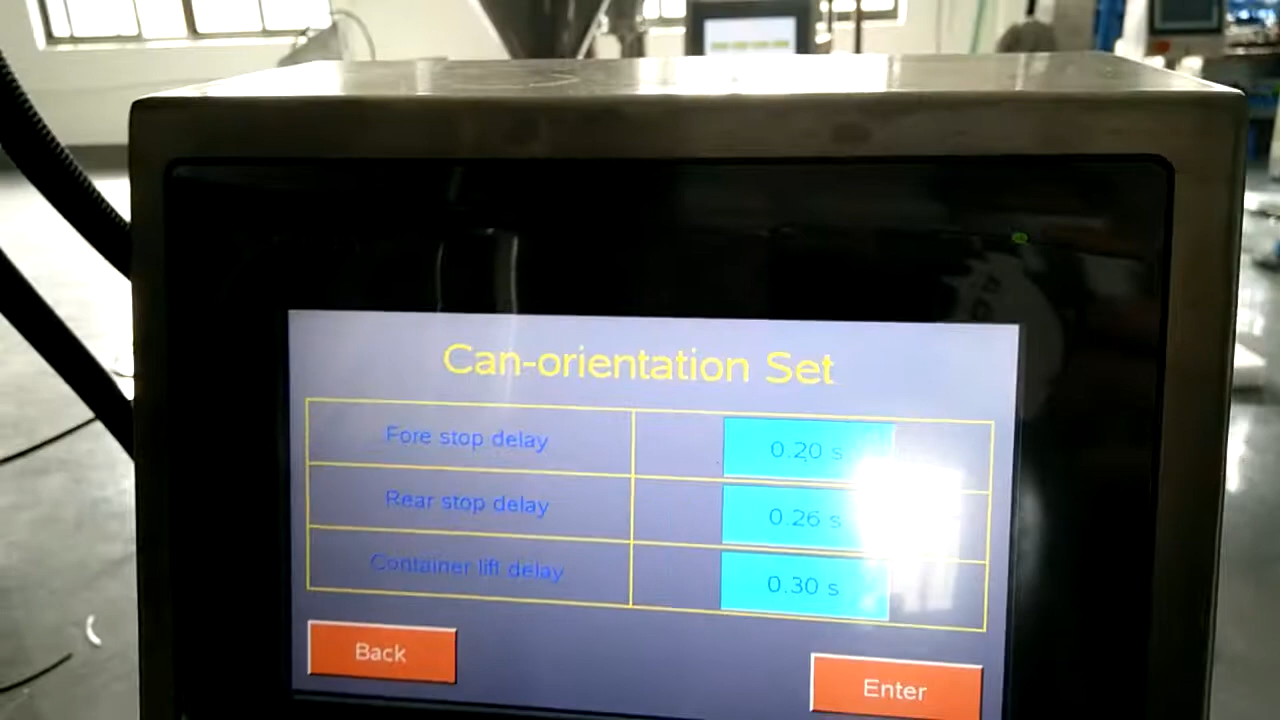 Can-orientation Set
Fore stop delay 0.20 s
Rear stop delay 0.26 s
Container lift delay 0.30 s
Back
Enter